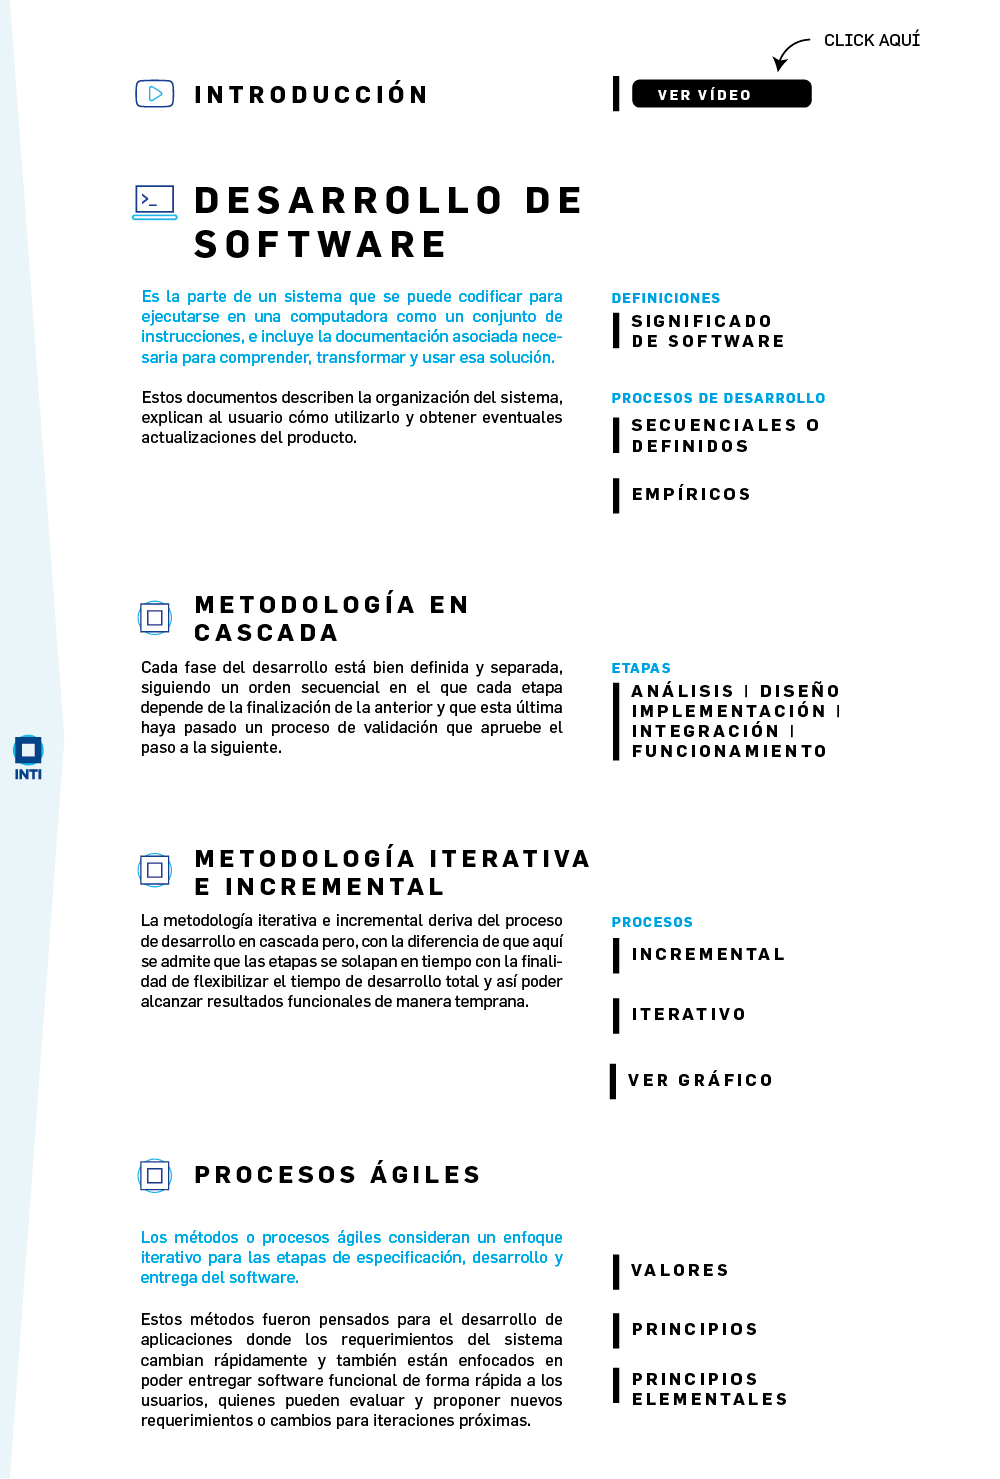 CLICK AQUÍ
INTRODUCCIÓN
VER VÍDEO
DESARROLLO DE
SOFTWARE
Es la parte de un sistema que se puede codificar para
ejecutarse en una computadora como un conjunto de
instrucciones, e incluye la documentación asociada nece-
saria para comprender, transformar y usar esa solución.
Estos documentos describen la organización del sistema,
explican al usuario cómo utilizarlo y obtener eventuales
actualizaciones del producto.
DEFINICIONES
SIGNIFICADO
DE SOFTWARE
PROCESOS DE DESARROLLO
SECUENCIALES O
DEFINIDOS
EMPÍRICOS
METODOLOGÍA EN
CASCADA
Cada fase del desarrollo está bien definida y separada,
siguiendo un orden secuencial en el que cada etapa
depende de la finalización de la anterior y que esta última
haya pasado un proceso de validación que apruebe el
paso a la siguiente.
ETAPAS
ANÁLISIS | DISEÑO
IMPLEMENTACIÓN |
INTEGRACIÓN |
FUNCIONAMIENTO
INTI
METODOLOGÍA ITERATIVA
E INCREMENTAL
La metodología iterativa e incremental deriva del proceso
de desarrollo en cascada pero, con la diferencia de que aquí
se admite que las etapas se solapan en tiempo con la finali-
dad de flexibilizar el tiempo de desarrollo total y así poder
alcanzar resultados funcionales de manera temprana.
PROCESOS
INCREMENTAL
ITERATIVO
VER GRÁFICO
PROCESOS ÁGILES
Los métodos o procesos ágiles consideran un enfoque
iterativo para las etapas de especificación, desarrollo y
entrega del software.
Estos métodos fueron pensados para el desarrollo de
aplicaciones donde los requerimientos del sistema
cambian rápidamente y también están enfocados en
poder entregar software funcional de forma rápida a los
usuarios, quienes pueden evaluar y proponer nuevos
requerimientos o cambios para iteraciones próximas.
VALORES
PRINCIPIOS
PRINCIPIOS
ELEMENTALES